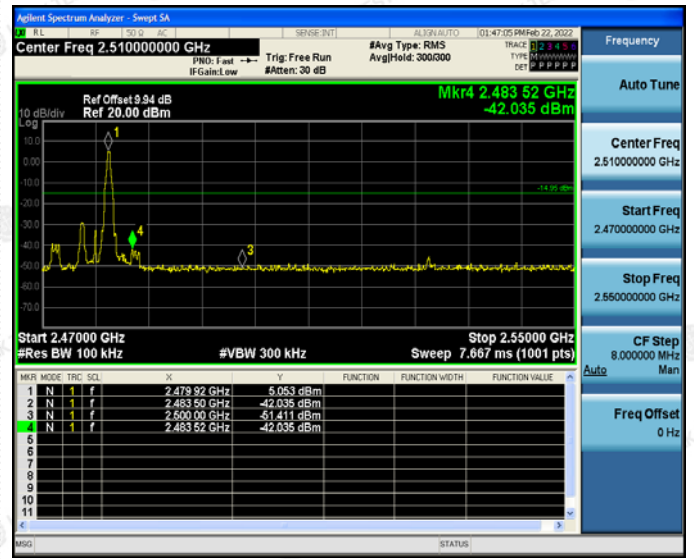 Agilent Spectrum Analyzer - Swept SA
RL RF 50 Ω AC SENSE:INT ALIGNAUTO 01:47:05 PM Feb 22, 2022
Center Freq 2.510000000 GHz
PNO: Fast
IFGain:Low
Trig: Free Run
#Atten: 30 dB
#Avg Type: RMS
Avg|Hold: 300/300
TRACE 1 2 3 4 5 6
TYPE M
DET P P P P P P
Mkr4 2.483 52 GHz
-42.035 dBm
Ref Offset 9.94 dB
10 dB/div Ref 20.00 dBm
Log
10.0
0.00
-10.0
-20.0
-30.0
-40.0
-50.0
-60.0
-70.0
1
4
3
-14.95 dBm
Start 2.47000 GHz Stop 2.55000 GHz
#Res BW 100 kHz #VBW 300 kHz Sweep 7.667 ms (1001 pts)
MKR MODE TRC SCL X Y FUNCTION FUNCTION WIDTH FUNCTION VALUE
1 N 1 f 2.479 92 GHz 5.053 dBm
2 N 1 f 2.483 50 GHz -42.035 dBm
3 N 1 f 2.500 00 GHz -51.411 dBm
4 N 1 f 2.483 52 GHz -42.035 dBm
5
6
7
8
9
10
11
MSG STATUS
Frequency
Auto Tune
Center Freq
2.510000000 GHz
Start Freq
2.470000000 GHz
Stop Freq
2.550000000 GHz
CF Step
8.000000 MHz
Auto Man
Freq Offset
0 Hz